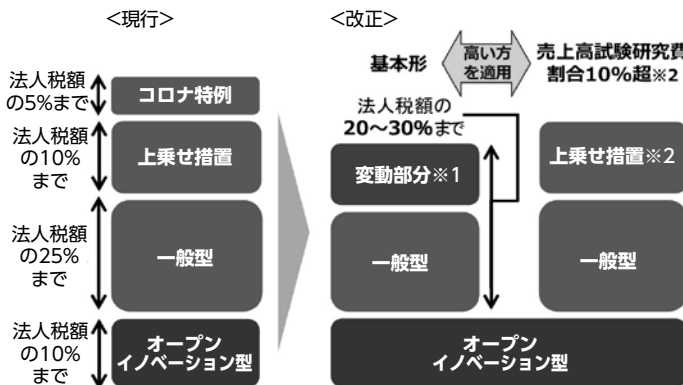 <現行>
法人税額
の5%まで
コロナ特例
法人税額
の10%
まで
上乗せ措置
法人税額
の25%
まで
一般型
法人税額
の10%
まで
オープン
イノベーション型
<改正>
基本形
高い方
を適用
売上高試験研究費
割合10%超※2
法人税額の
20～30%まで
変動部分※1
一般型
上乗せ措置※2
一般型
オープン
イノベーション型